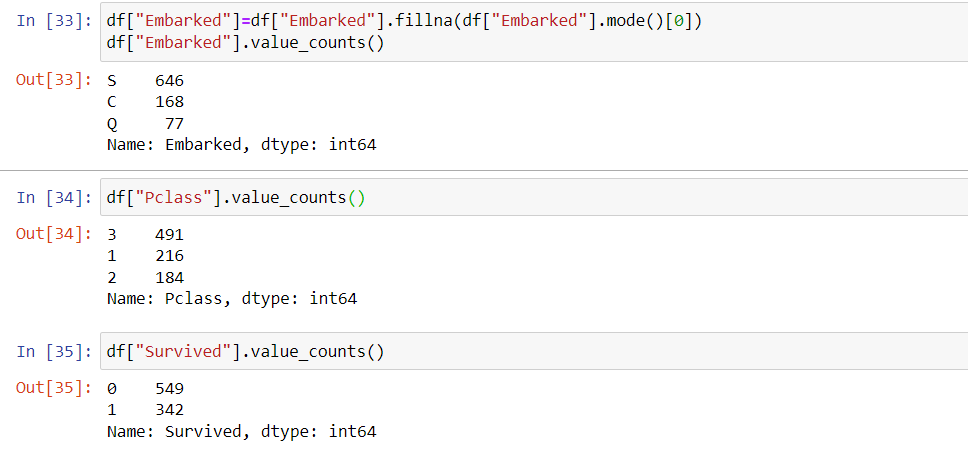 In [33]: df["Embarked"]=df["Embarked"].fillna(df["Embarked"].mode()[0])
df["Embarked"].value_counts()
Out[33]: S    646
C    168
Q     77
Name: Embarked, dtype: int64
In [34]: df["Pclass"].value_counts()
Out[34]: 3    491
1    216
2    184
Name: Pclass, dtype: int64
In [35]: df["Survived"].value_counts()
Out[35]: 0    549
1    342
Name: Survived, dtype: int64